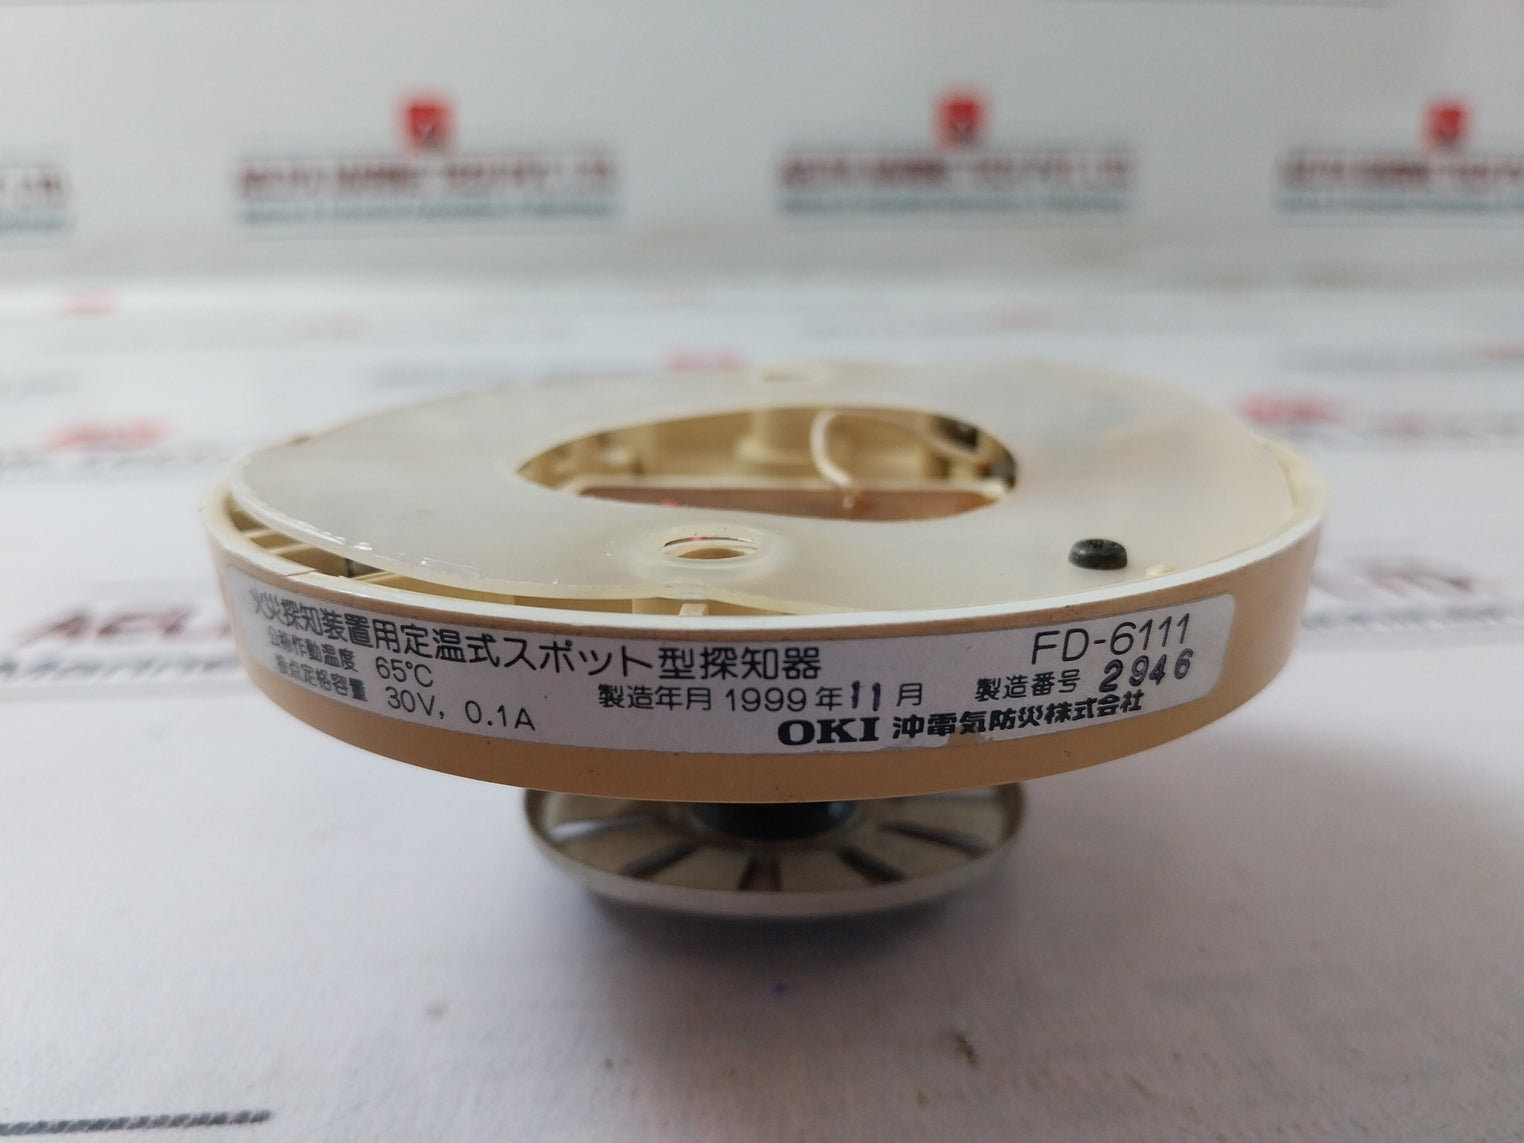 火災探知装置用定温式スポット型探知器
FD-6111
公称作動温度 65℃
接点定格容量 30V, 0.1A
製造年月 1999年11月
製造番号 2946
OKI 沖電気防災株式会社